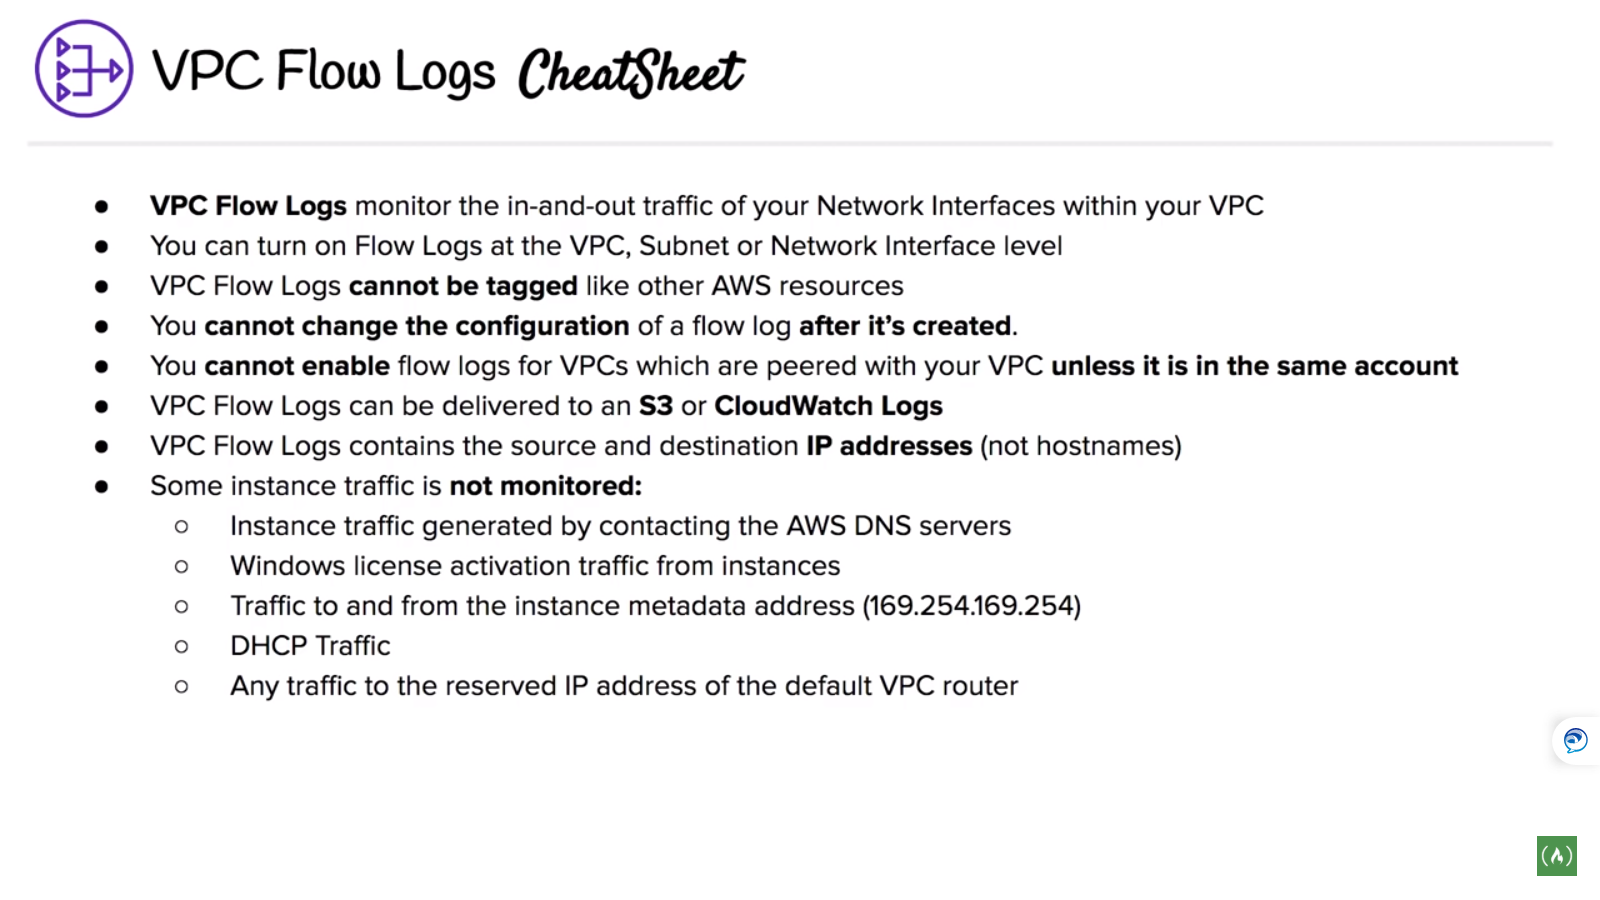 VPC Flow Logs CheatSheet
● VPC Flow Logs monitor the in-and-out traffic of your Network Interfaces within your VPC
● You can turn on Flow Logs at the VPC, Subnet or Network Interface level
● VPC Flow Logs cannot be tagged like other AWS resources
● You cannot change the configuration of a flow log after it’s created.
● You cannot enable flow logs for VPCs which are peered with your VPC unless it is in the same account
● VPC Flow Logs can be delivered to an S3 or CloudWatch Logs
● VPC Flow Logs contains the source and destination IP addresses (not hostnames)
● Some instance traffic is not monitored:
○ Instance traffic generated by contacting the AWS DNS servers
○ Windows license activation traffic from instances
○ Traffic to and from the instance metadata address (169.254.169.254)
○ DHCP Traffic
○ Any traffic to the reserved IP address of the default VPC router